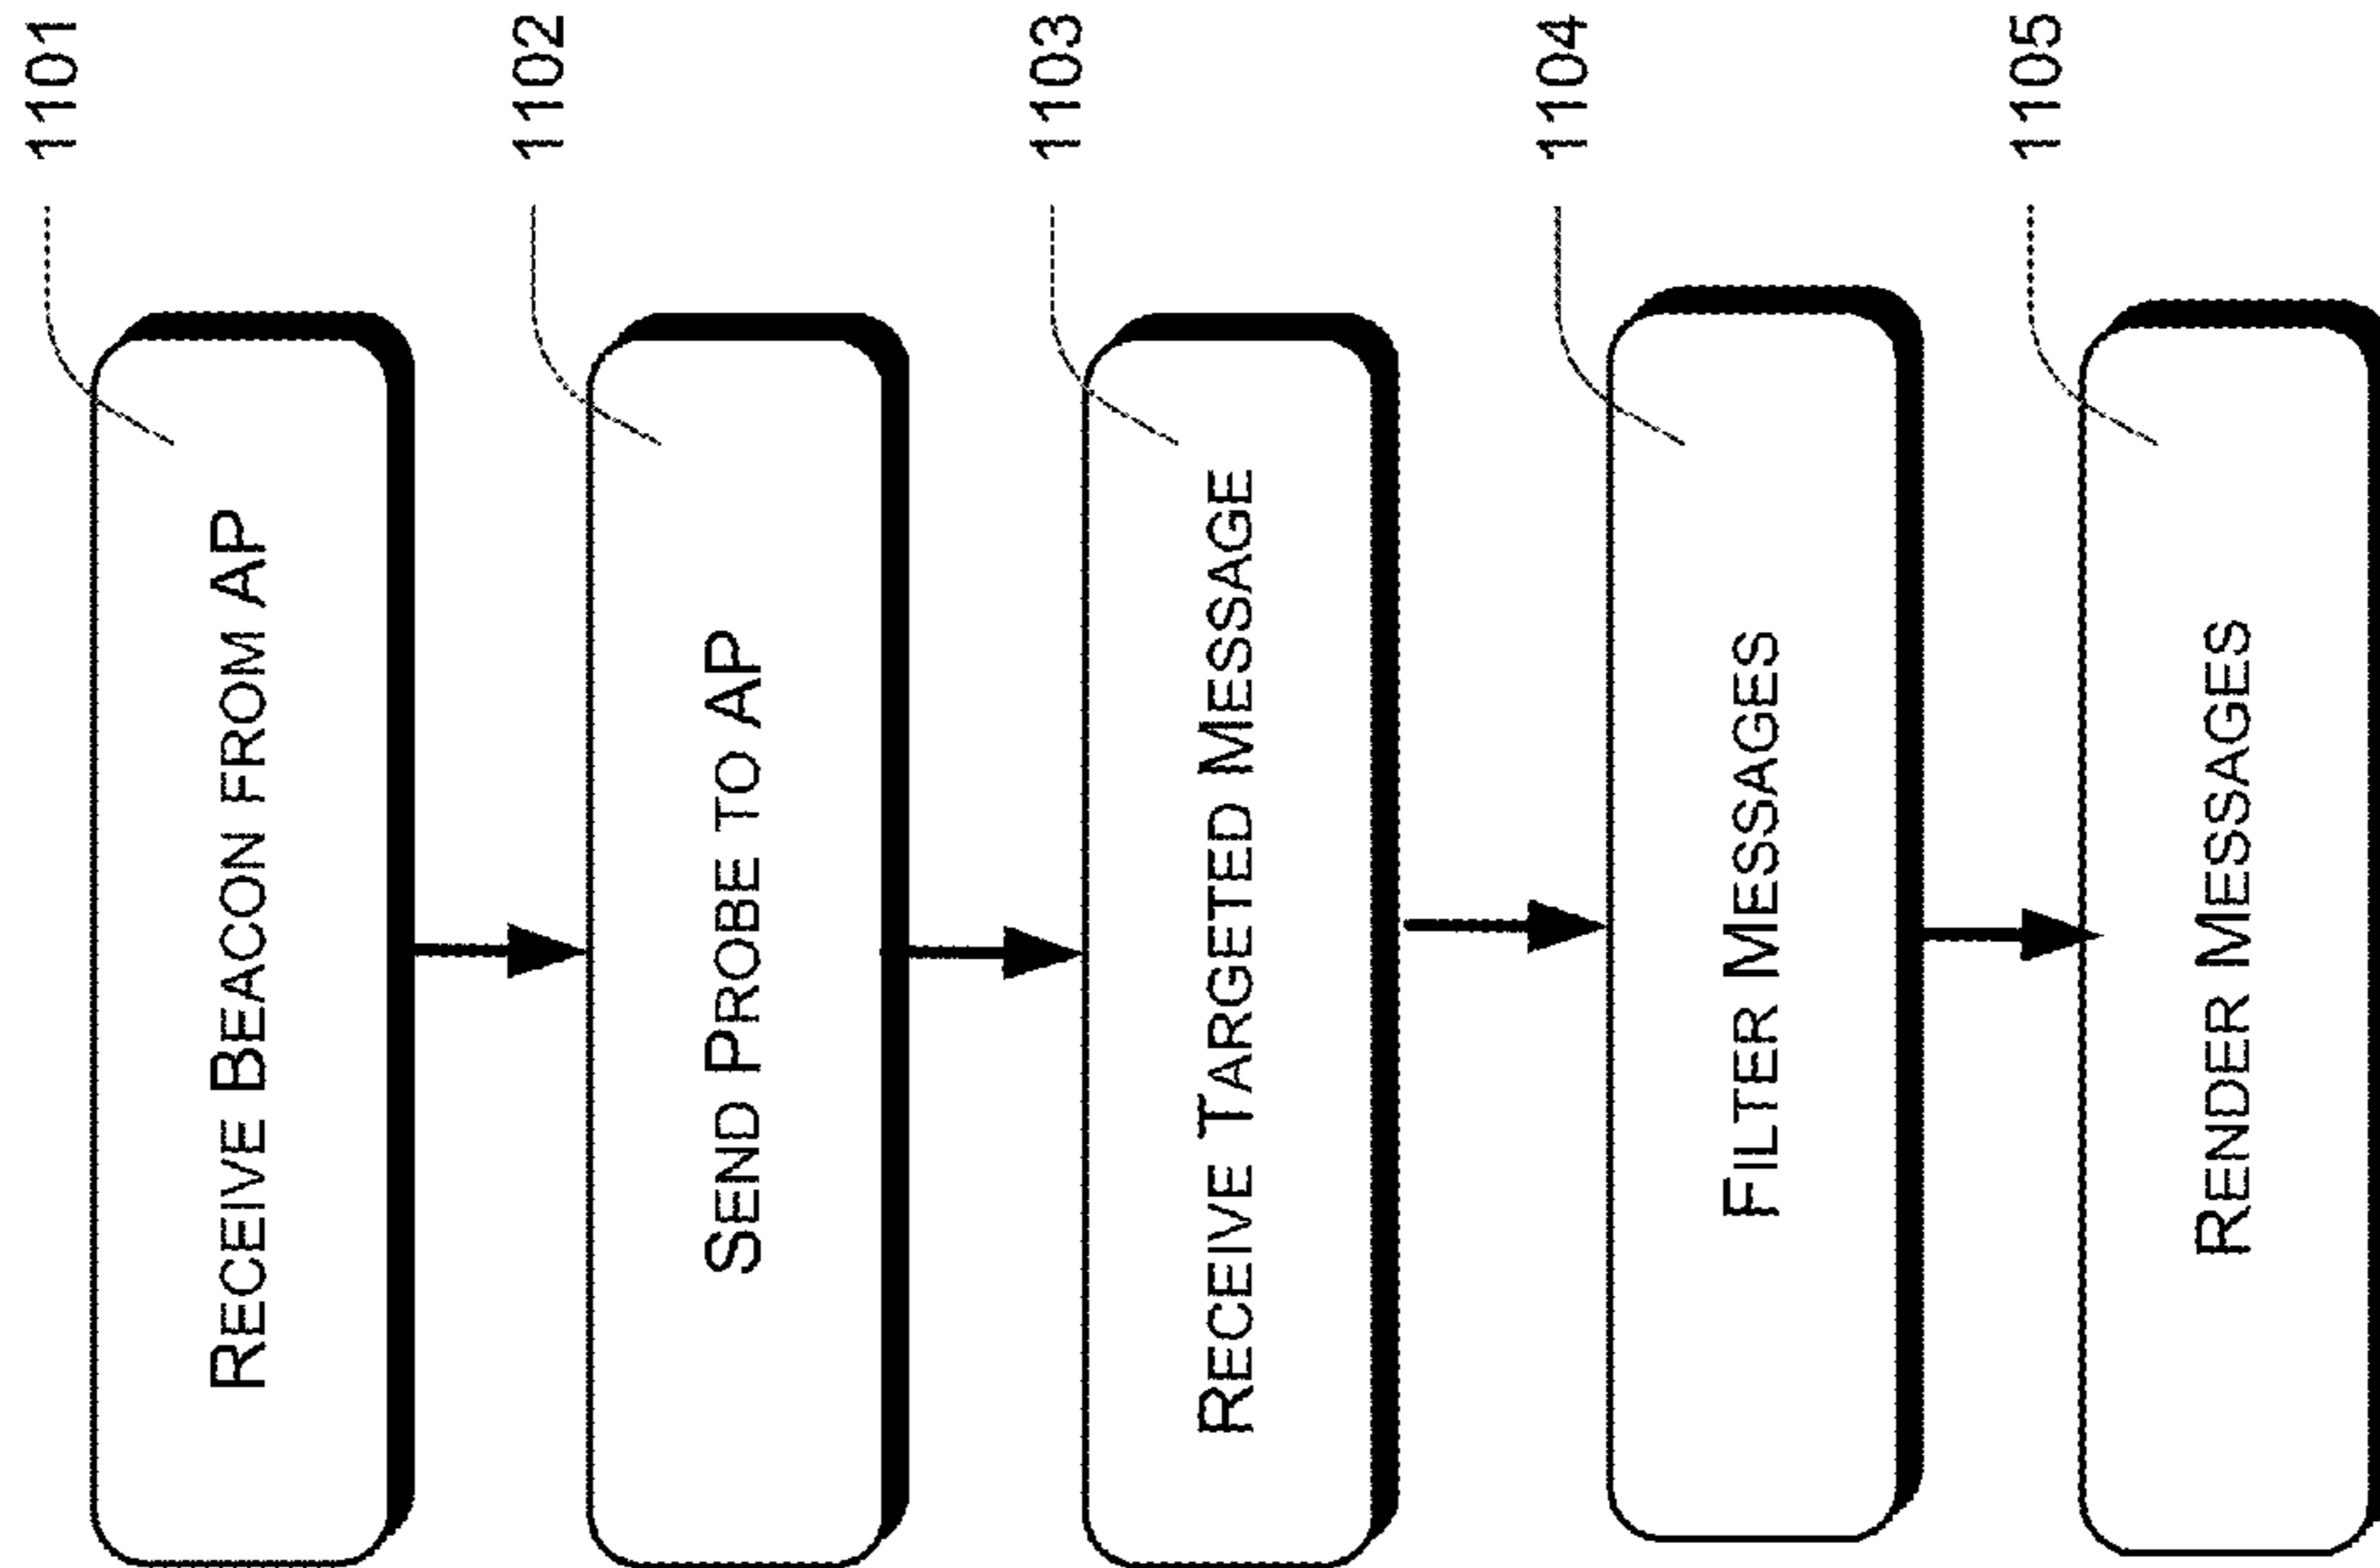 1101
RECEIVE BEACON FROM AP
1102
SEND PROBE TO AP
1103
RECEIVE TARGETED MESSAGE
1104
FILTER MESSAGES
1105
RENDER MESSAGES